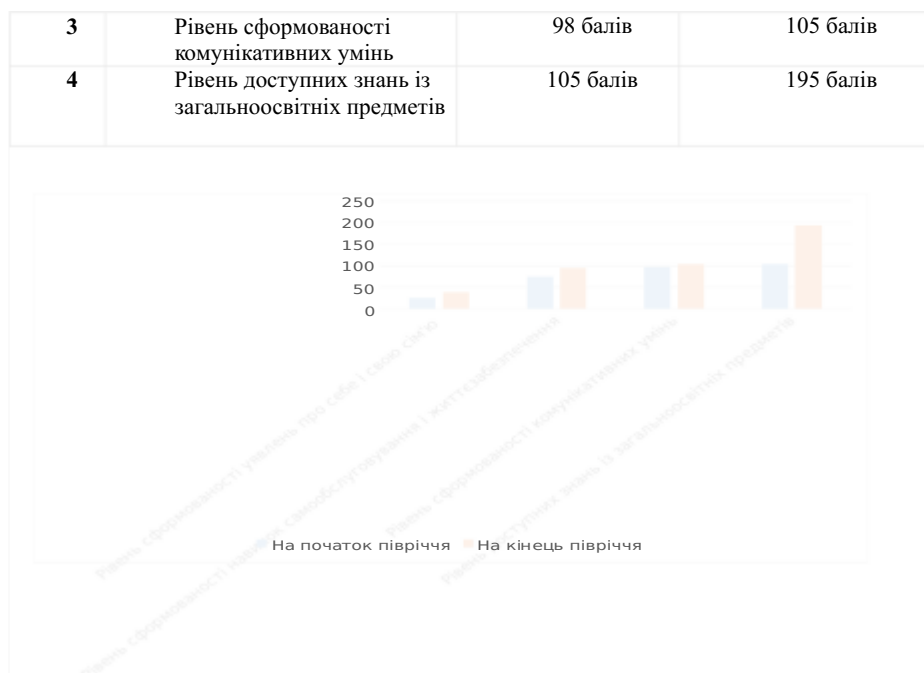 3 Рівень сформованості 98 балів 105 балів
комунікативних умінь
4 Рівень доступних знань із 105 балів 195 балів
загальноосвітніх предметів
250
200
150
100
50
0
Рівень сформованості уявлень про себе і свою сім'ю
Рівень сформованості навичок самообслуговування і життєзабезпечення
Рівень сформованості комунікативних умінь
Рівень доступних знань із загальноосвітніх предметів
На початок півріччя На кінець півріччя